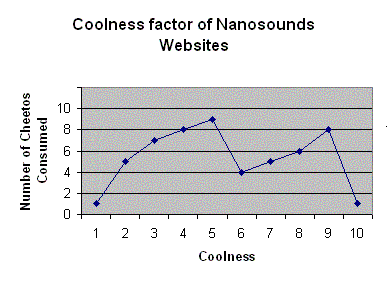 Coolness factor of Nanosounds
Websites
Number of Cheetos
Consumed
10
8
6
4
2
0
1 2 3 4 5 6 7 8 9 10
Coolness